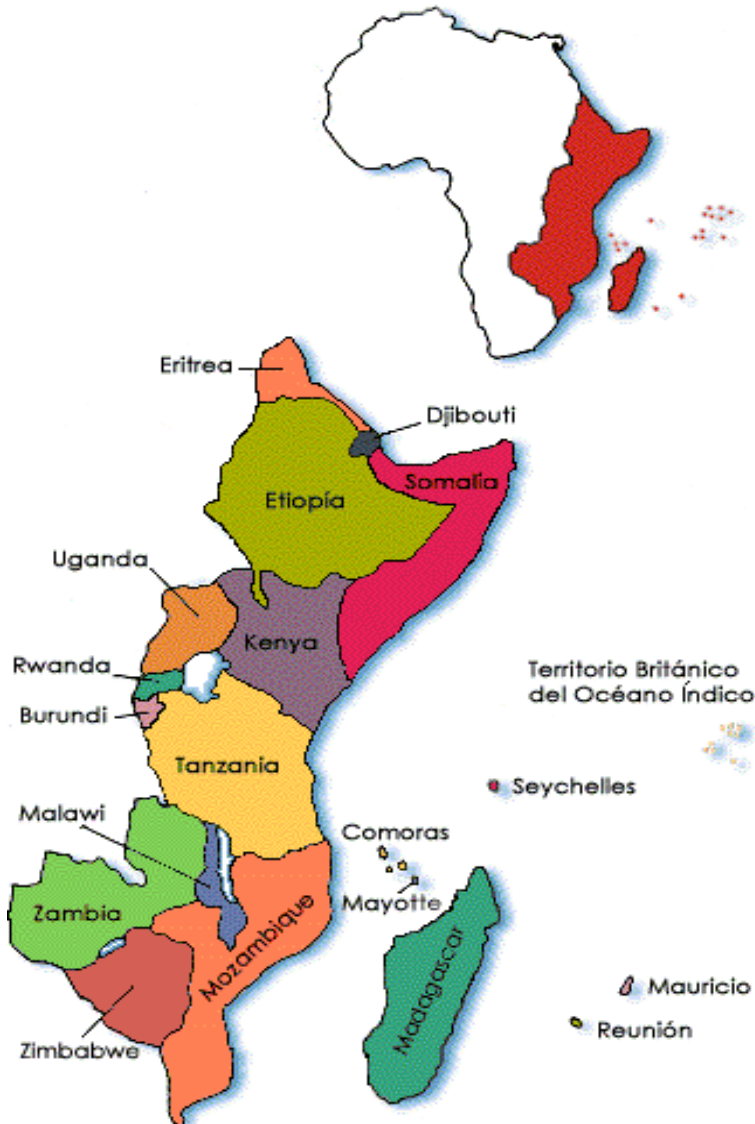 Eritrea
Djibouti
Somalia
Etiopía
Uganda
Kenya
Rwanda
Territorio Británico
del Océano Índico
Burundi
Tanzania
Seychelles
Malawi
Comoras
Mayotte
Zambia
Mozambique
Madagascar
Mauricio
Reunión
Zimbabwe